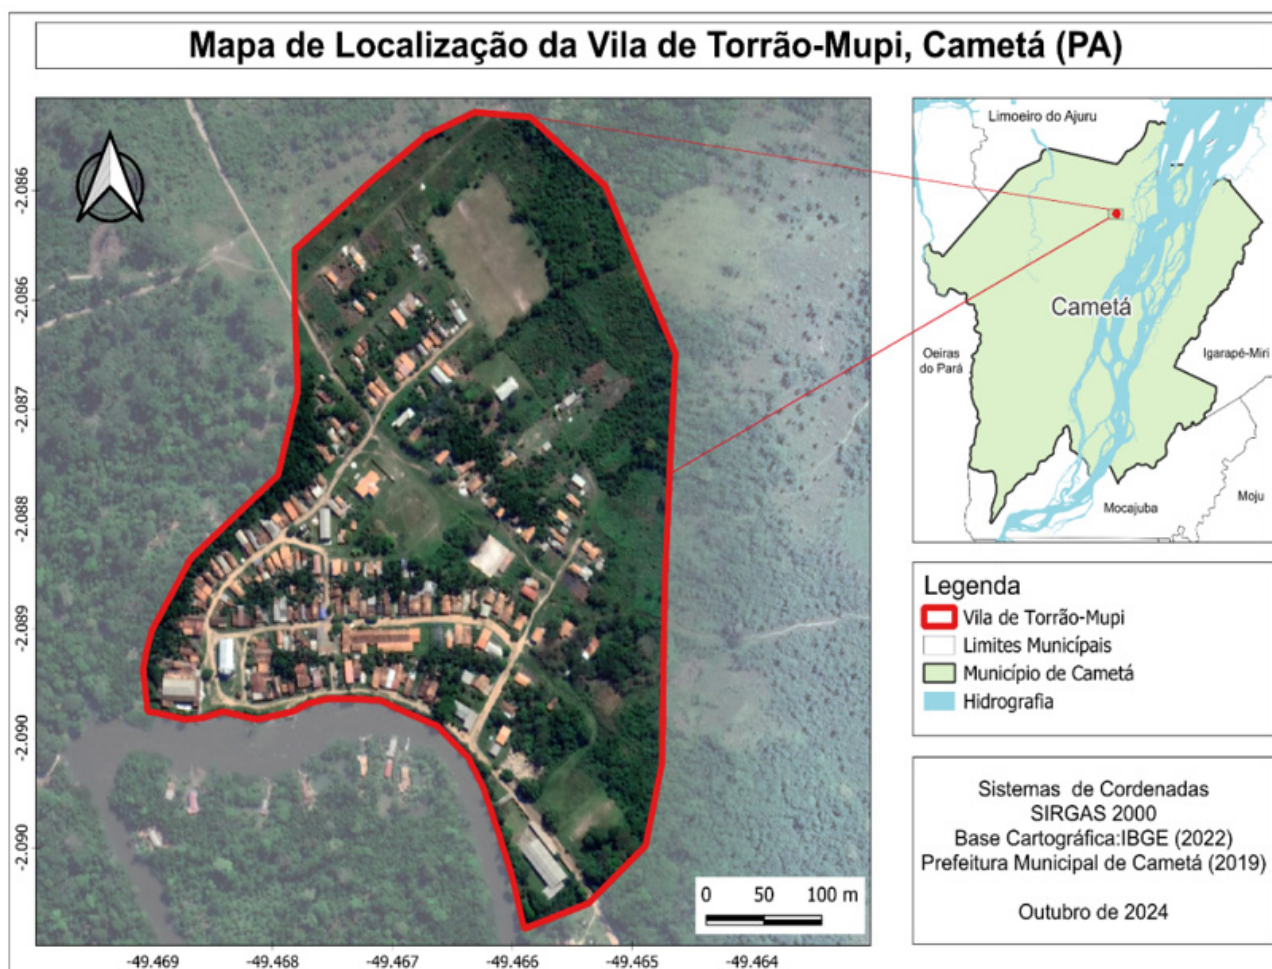 Mapa de Localização da Vila de Torrão-Mupi, Cametá (PA)
-2.086
-2.086
-2.087
-2.088
-2.089
-2.090
-2.090
-49.469
-49.468
-49.467
-49.465
-49.465
-49.464
0 50 100 m
Limoeiro do Ajuru
Cametá
Oeiras
do Pará
Igarapé-Miri
Mocajuba
Moju
Legenda
Vila de Torrão-Mupi
Limites Municípais
Município de Cametá
Hidrografia
Sistemas de Cordenadas
SIRGAS 2000
Base Cartográfica:IBGE (2022)
Prefeitura Municipal de Cametá (2019)
Outubro de 2024